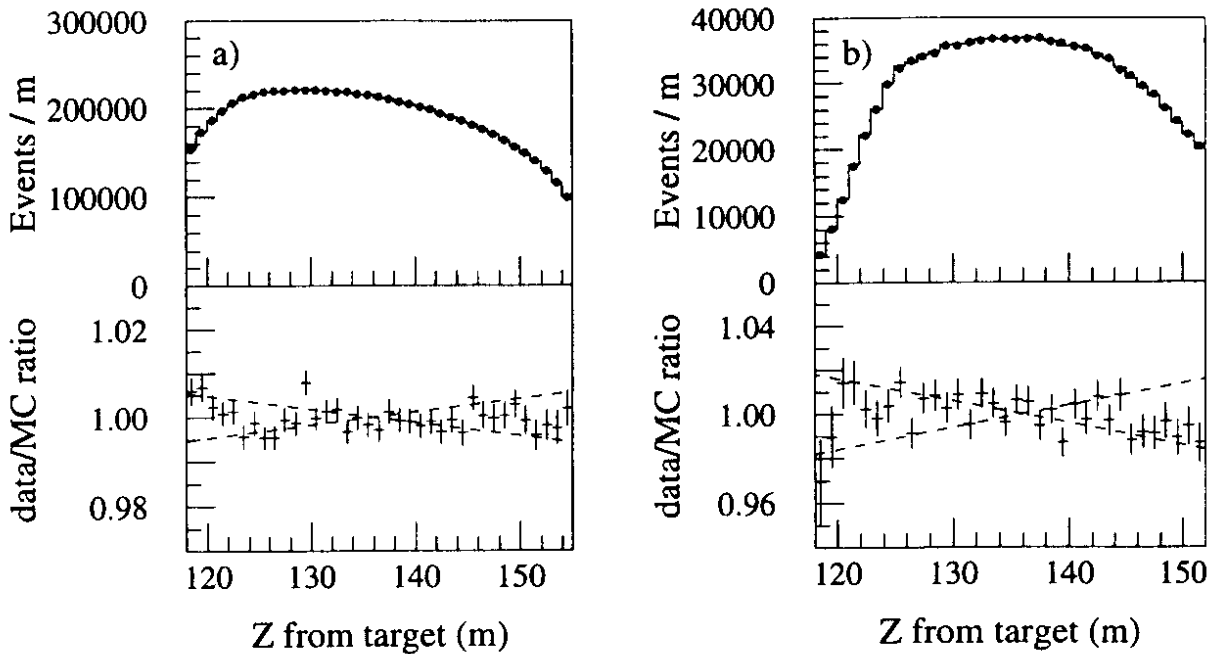 a)
Events / m
300000
200000
100000
0
data/MC ratio
1.02
1.00
0.98
120 130 140 150
Z from target (m)
b)
Events / m
40000
30000
20000
10000
0
data/MC ratio
1.04
1.00
0.96
120 130 140 150
Z from target (m)